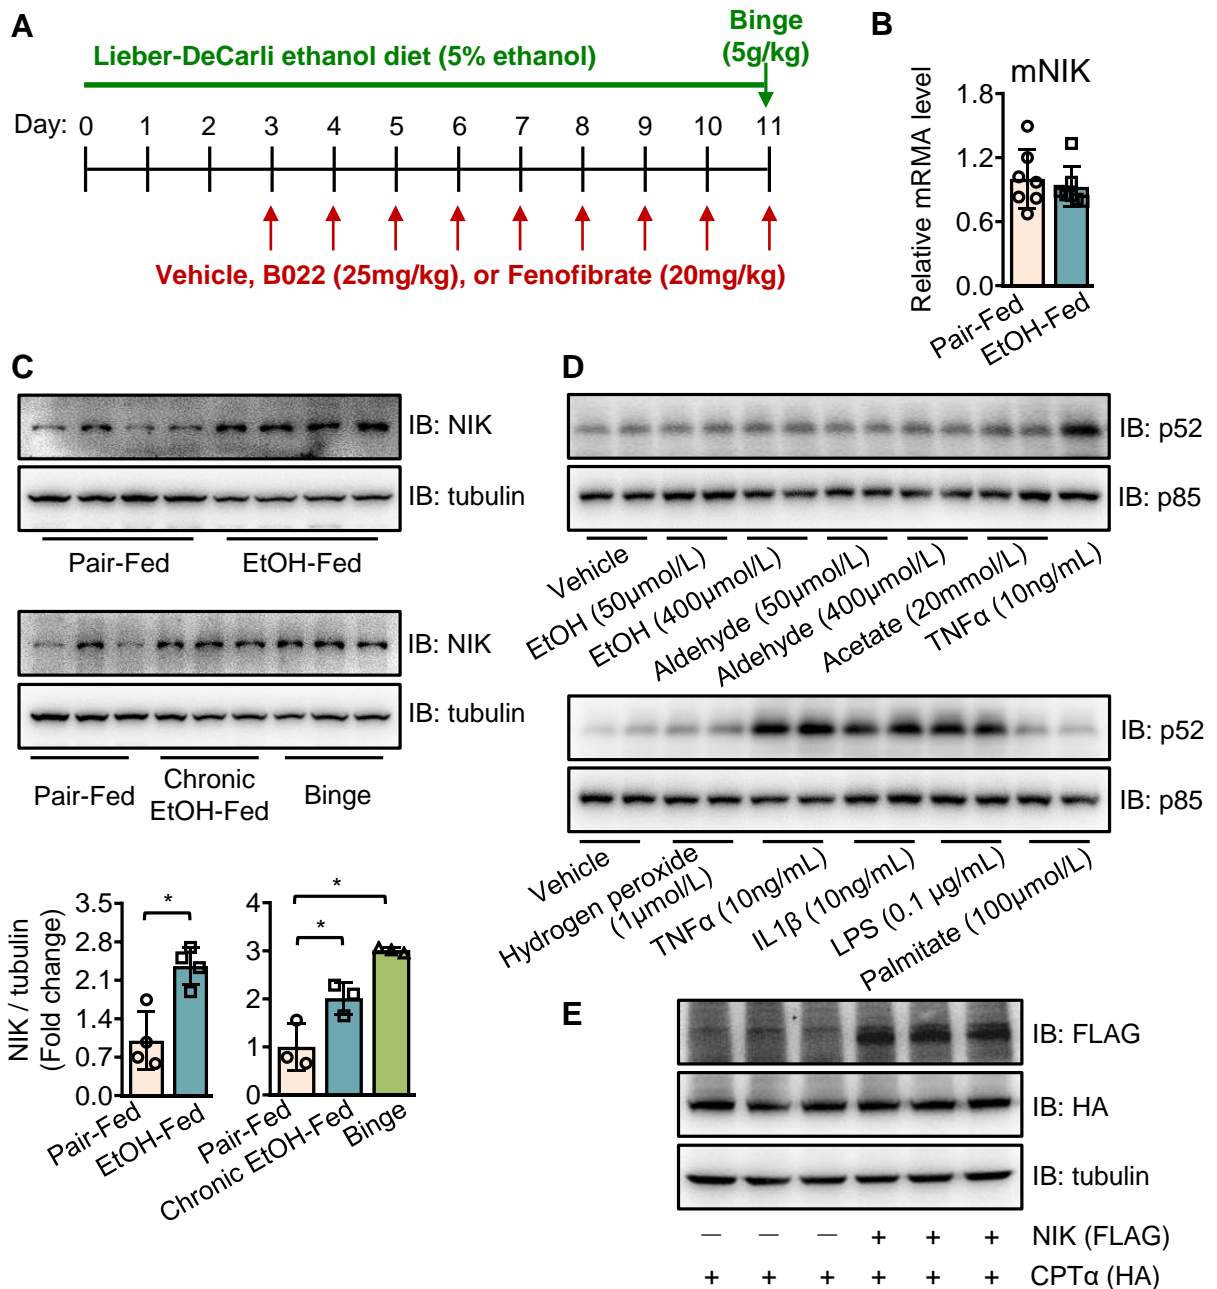 A
Lieber-DeCarli ethanol diet (5% ethanol)
Binge
(5g/kg)
Day: 0 1 2 3 4 5 6 7 8 9 10 11
Vehicle, B022 (25mg/kg), or Fenofibrate (20mg/kg)
B
mNIK
Relative mRMA level
1.8
1.2
0.6
0.0
Pair-Fed
EtOH-Fed
C
IB: NIK
IB: tubulin
Pair-Fed EtOH-Fed
IB: NIK
IB: tubulin
Pair-Fed Chronic EtOH-Fed Binge
NIK / tubulin
(Fold change)
3.5
2.8
2.1
1.4
0.7
0.0
*
Pair-Fed
EtOH-Fed
4
3
2
1
0
*
*
Pair-Fed
Chronic EtOH-Fed
Binge
D
IB: p52
IB: p85
Vehicle
EtOH (50μmol/L)
EtOH (400μmol/L)
Aldehyde (50μmol/L)
Aldehyde (400μmol/L)
Acetate (20mmol/L)
TNFα (10ng/mL)
IB: p52
IB: p85
Vehicle
Hydrogen peroxide
(1μmol/L)
TNFα (10ng/mL)
IL1β (10ng/mL)
LPS (0.1 μg/mL)
Palmitate (100μmol/L)
E
IB: FLAG
IB: HA
IB: tubulin
— — — + + + NIK (FLAG)
+ + + + + + CPTα (HA)